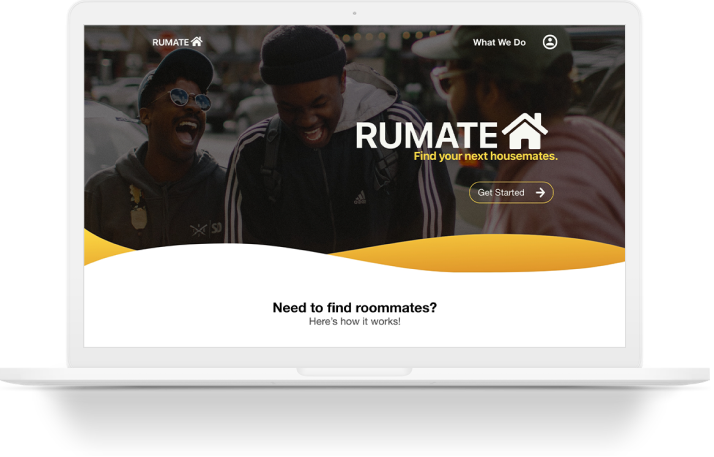 RUMATE
What We Do
RUMATE
Find your next housemates.
Get Started
Need to find roommates?
Here's how it works!